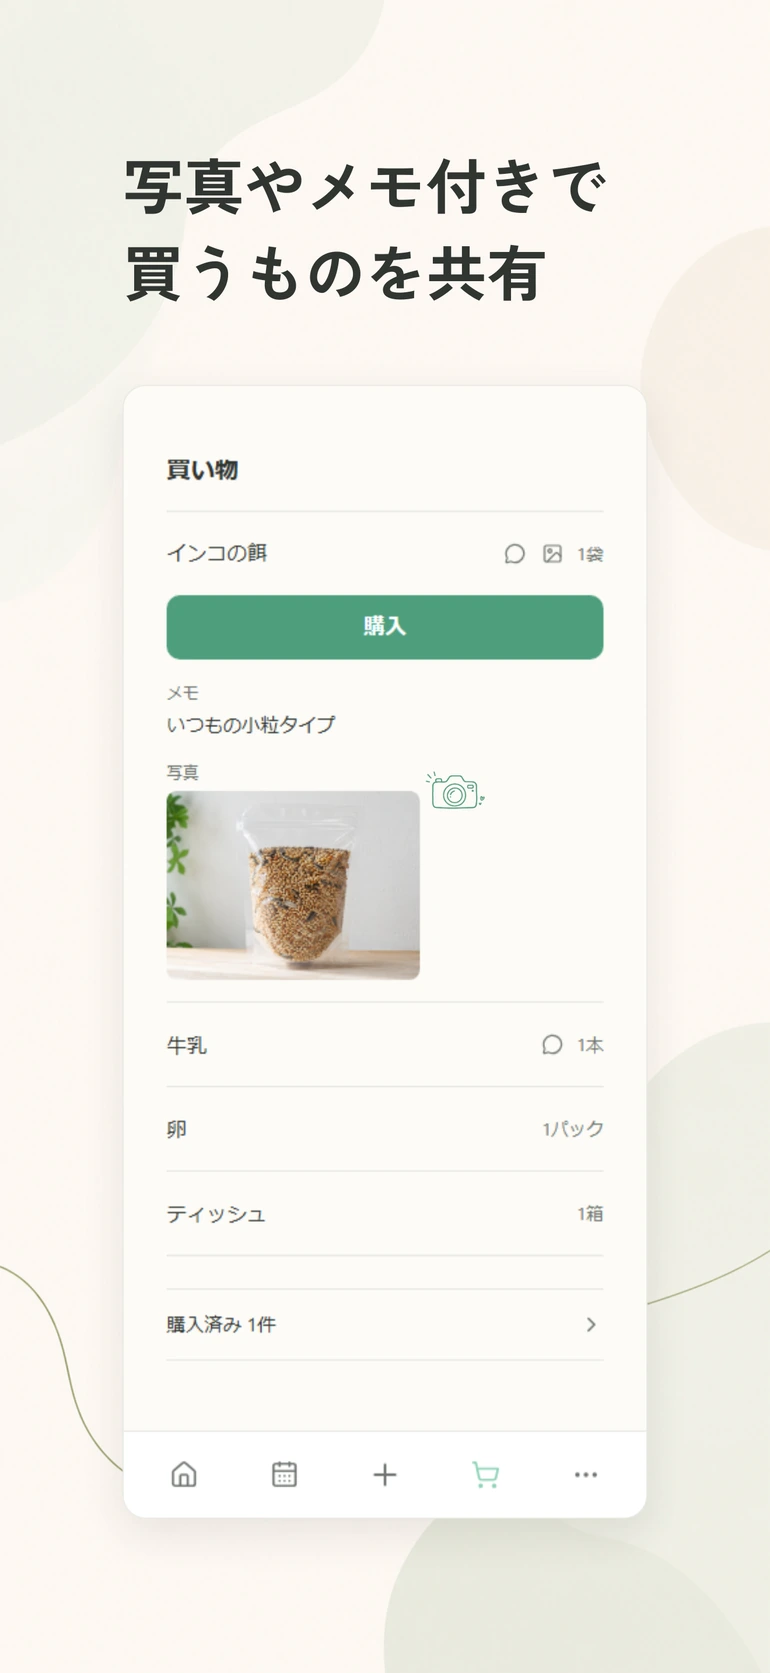 写真やメモ付きで
買うものを共有
買い物
インコの餌 1袋
購入
メモ
いつもの小粒タイプ
写真
牛乳 1本
卵 1パック
ティッシュ 1箱
購入済み 1件